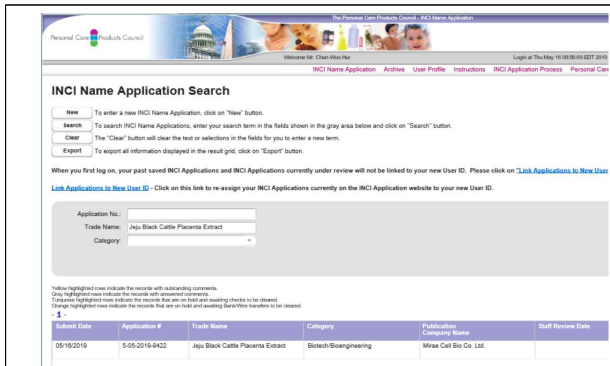 The Personal Care Products Council - INCI Name Application
Personal Care Products Council
Welcome Mr. Chan-Woo Hur
Login at Thu May 16
EDT 2019
INCI Name Application Archive User Profile Instructions INCI Application Process Personal Care
INCI Name Application Search
New To enter a new INCI Name Application, click on "New" button.
Search To search INCI Applications, enter your search term in the fields shown in the gray area below and click on "Search" button.
Clear The "Clear" button will clear the text or selections in the fields for you to enter a new term.
Export To export all information displayed in the result grid, click on "Export" button.
When you first log on, your past saved INCI Applications and INCI Applications currently under review will not be linked to your new User ID. Please click on "Link Applications to New User
Link Applications to New User ID - Click on this link to re-assign your INCI Applications currently on the INCI Application website to your new User ID.
Application No.:
Trade Name: Jeju Black Cattle Placenta Extract
Category:
Yellow highlighted rows indicate the records with outstanding comments.
Gray highlighted rows indicate the records with answered comments.
Turquoise highlighted rows indicate the records that are on hold and awaiting checks to be cleared.
Orange highlighted rows indicate the records that are on hold and awaiting Bank/Wire transfers to be cleared.
- 1 -
Submit Date Application # Trade Name Category Publication Company Name Staff Review Date
05/16/2019 5-05-2019-9422 Jeju Black Cattle Placenta Extract Biotech/Bioengineering Mirae Cell Bio Co. Ltd.